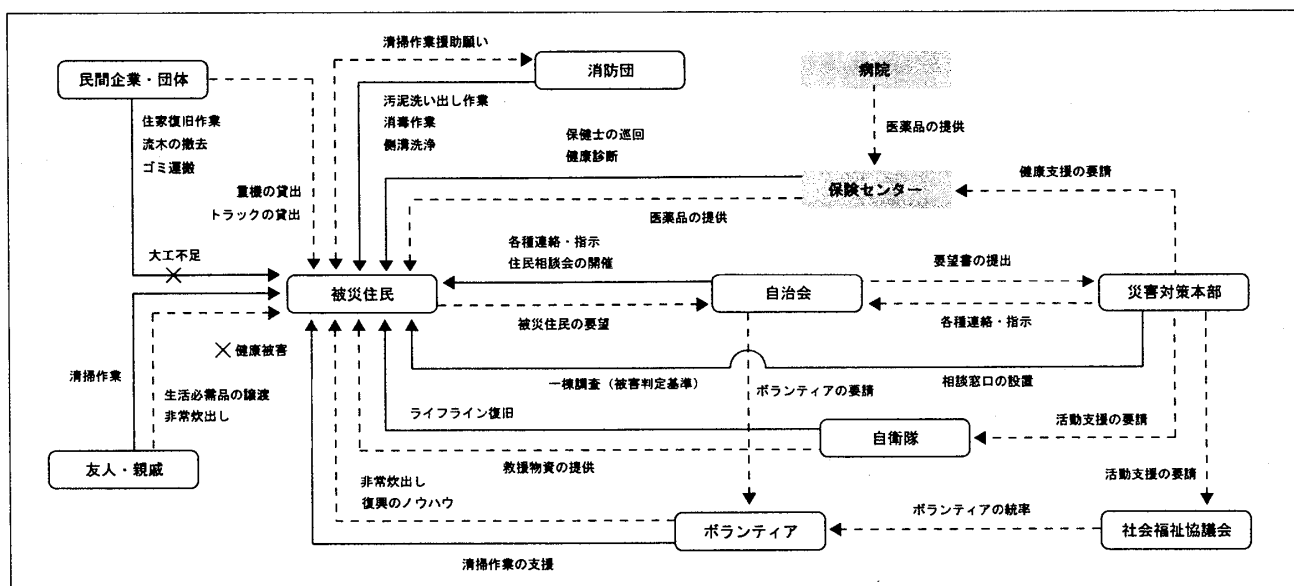 清掃作業援助願い
民間企業・団体
消防団
病院
汚泥洗い出し作業
消毒作業
側溝洗浄
住家復旧作業
流木の撤去
ゴミ運搬
保健士の巡回
健康診断
医薬品の提供
重機の貸出
トラックの貸出
保険センター
健康支援の要請
医薬品の提供
大工不足
各種連絡・指示
住民相談会の開催
要望書の提出
被災住民
自治会
災害対策本部
被災住民の要望
各種連絡・指示
健康被害
清掃作業
一棟調査（被害判定基準）
相談窓口の設置
生活必需品の譲渡
非常炊出し
ボランティアの要請
ライフライン復旧
自衛隊
活動支援の要請
友人・親戚
救援物資の提供
非常炊出し
復興のノウハウ
活動支援の要請
ボランティアの統率
ボランティア
社会福祉協議会
清掃作業の支援